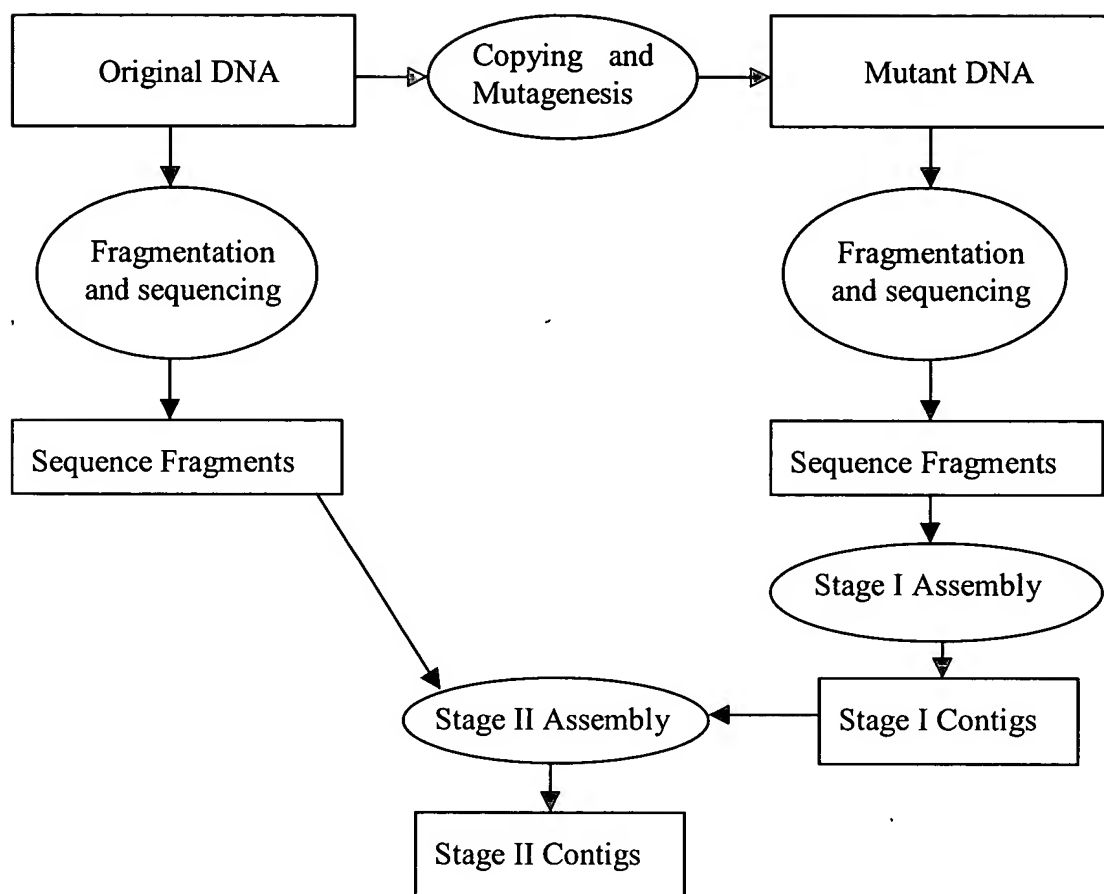 Original DNA
Copying and
Mutagenesis
Mutant DNA
Fragmentation
and sequencing
Fragmentation
and sequencing
Sequence Fragments
Sequence Fragments
Stage I Assembly
Stage II Assembly
Stage I Contigs
Stage II Contigs